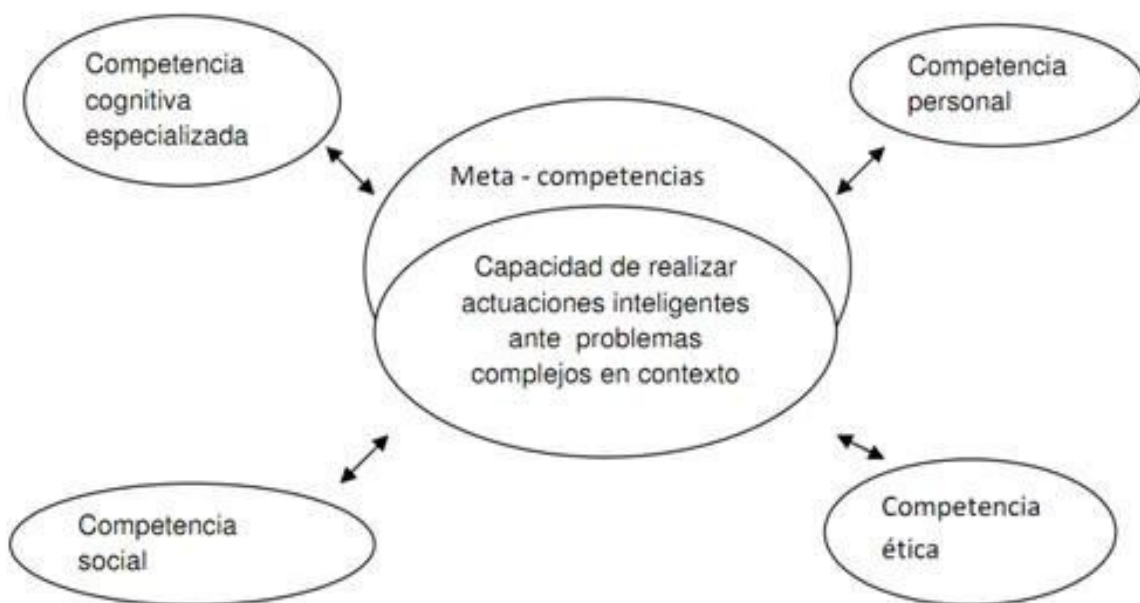 Competencia
cognitiva
especializada
Competencia
personal
Meta - competencias
Capacidad de realizar
actuaciones inteligentes
ante problemas
complejos en contexto
Competencia
social
Competencia
ética